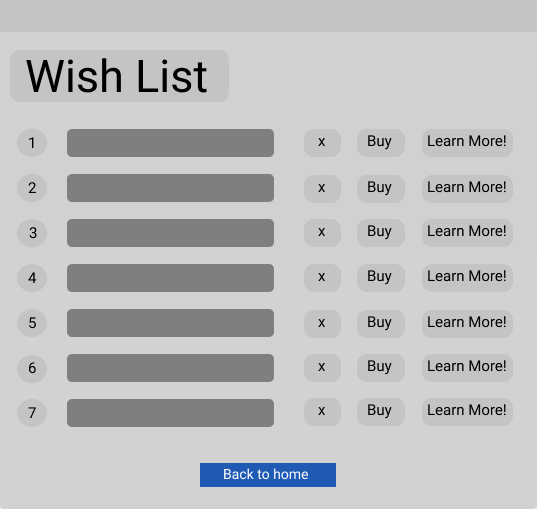 Wish List
1 x Buy Learn More!
2 x Buy Learn More!
3 x Buy Learn More!
4 x Buy Learn More!
5 x Buy Learn More!
6 x Buy Learn More!
7 x Buy Learn More!
Back to home